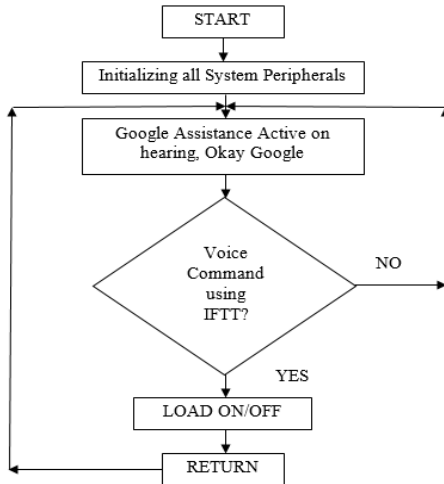 START
Initializing all System Peripherals
Google Assistance Active on
hearing, Okay Google
Voice
Command
using
IFTT?
NO
YES
LOAD ON/OFF
RETURN